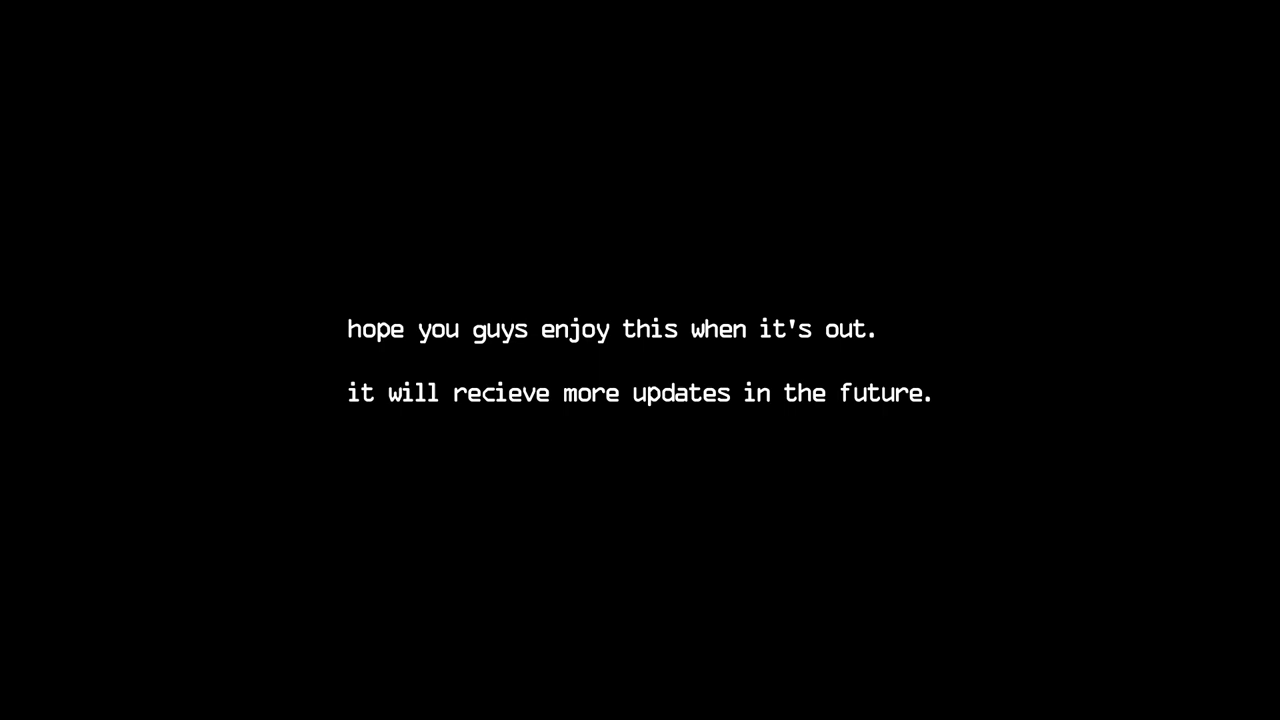 hope you guys enjoy this when it's out.
it will recieve more updates in the future.